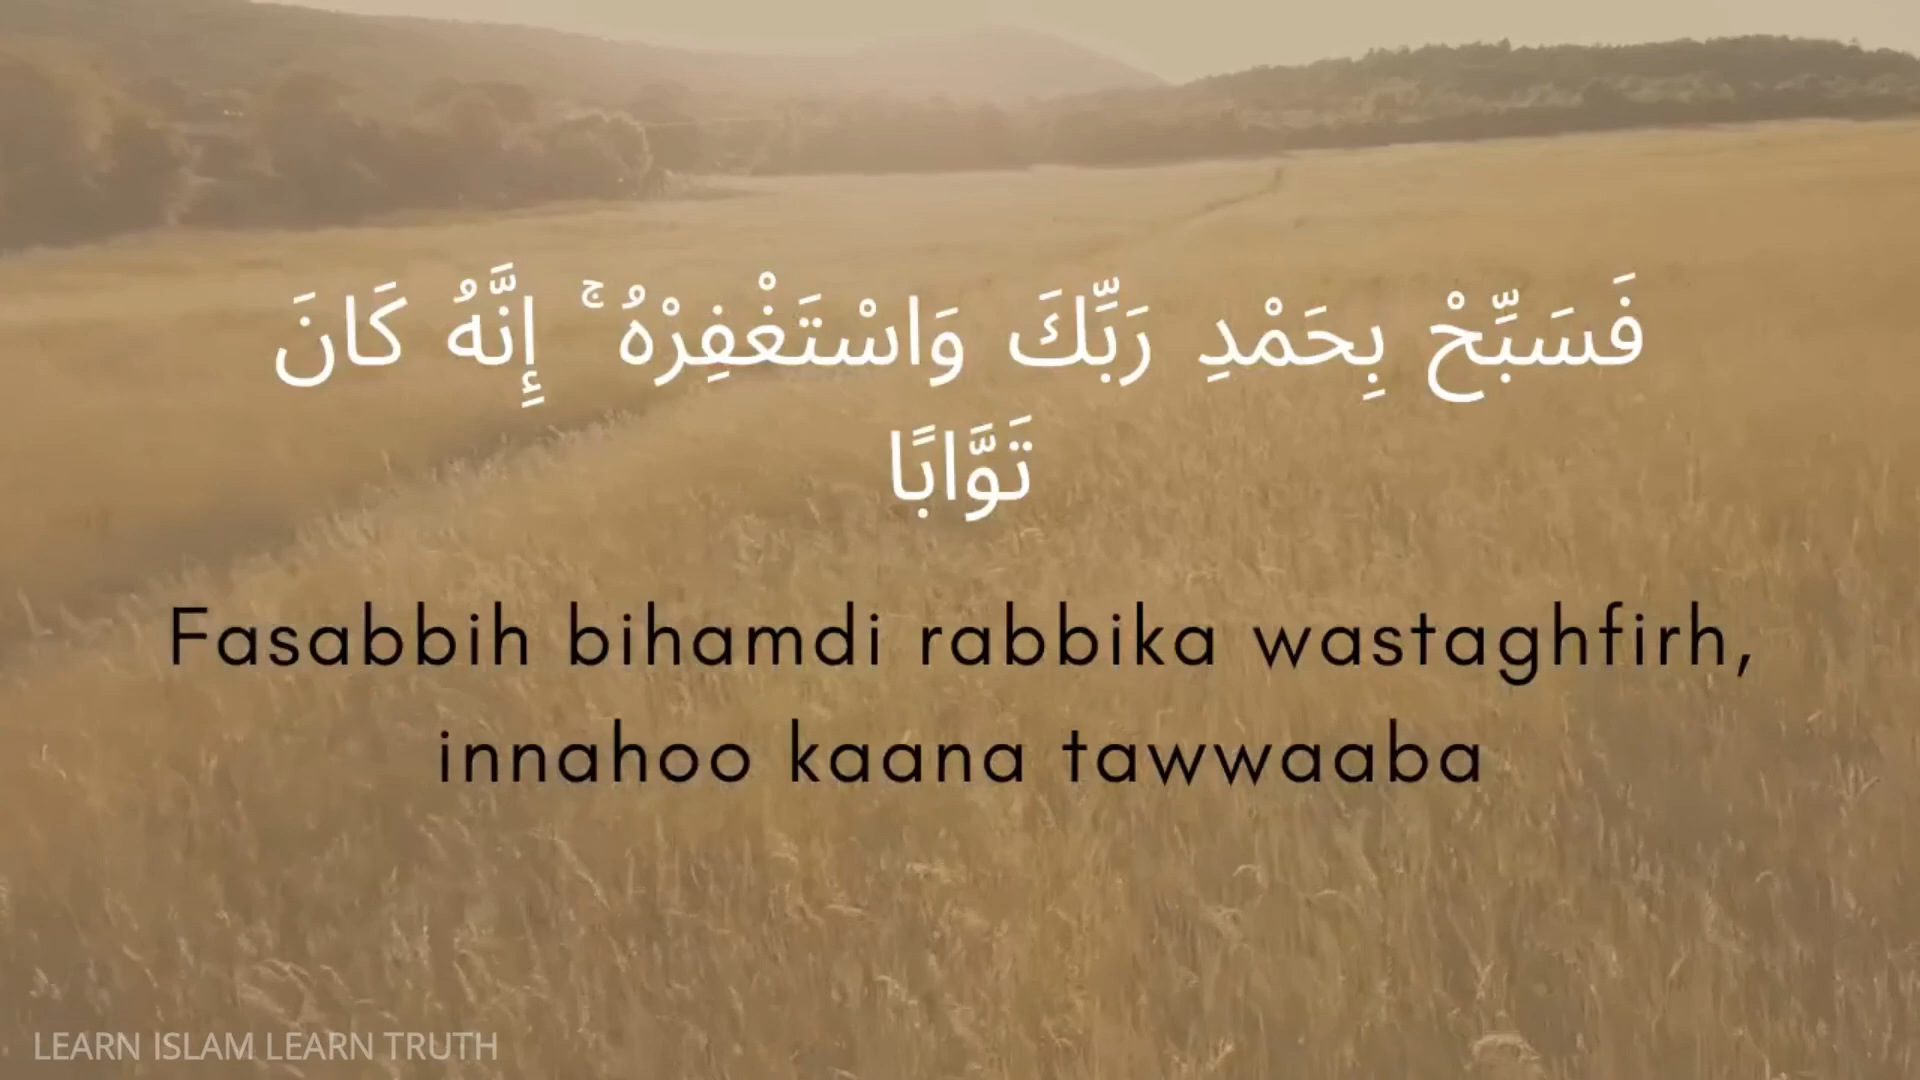 فَسَبِّحْ بِحَمْدِ رَبِّكَ وَاسْتَغْفِرْهُ ۚ إِنَّهُ كَانَ
تَوَّابًا
Fasabbih bihamdi rabbika wastaghfirh,
innahoo kaana tawwaaba
LEARN ISLAM LEARN TRUTH